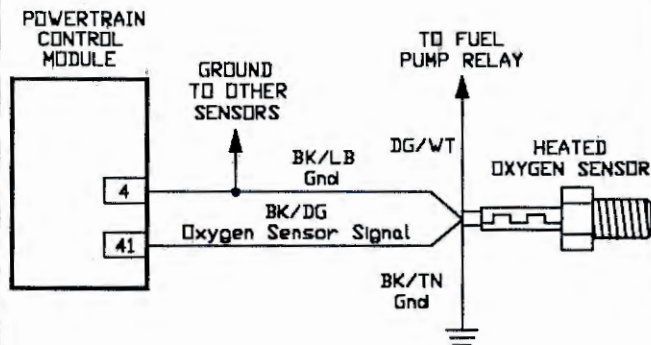 POWERTRAIN
CONTROL
MODULE
GROUND
TO OTHER
SENSORS
TO FUEL
PUMP RELAY
HEATED
OXYGEN SENSOR
BK/LB
Gnd
DG/WT
4
BK/DG
Oxygen Sensor Signal
41
BK/TN
Gnd